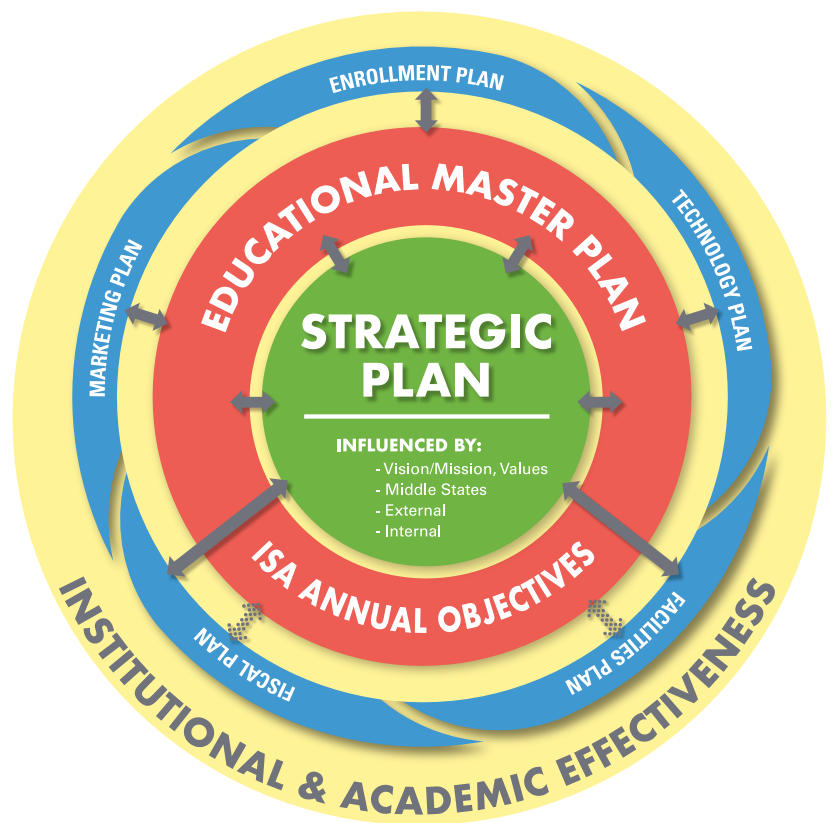 ENROLLMENT PLAN
TECHNOLOGY PLAN
MARKETING PLAN
EDUCATIONAL MASTER PLAN
STRATEGIC
PLAN
INFLUENCED BY:
- Vision/Mission, Values
- Middle States
- External
- Internal
ISA ANNUAL OBJECTIVES
FISCAL PLAN
FACILITIES PLAN
INSTITUTIONAL & ACADEMIC EFFECTIVENESS